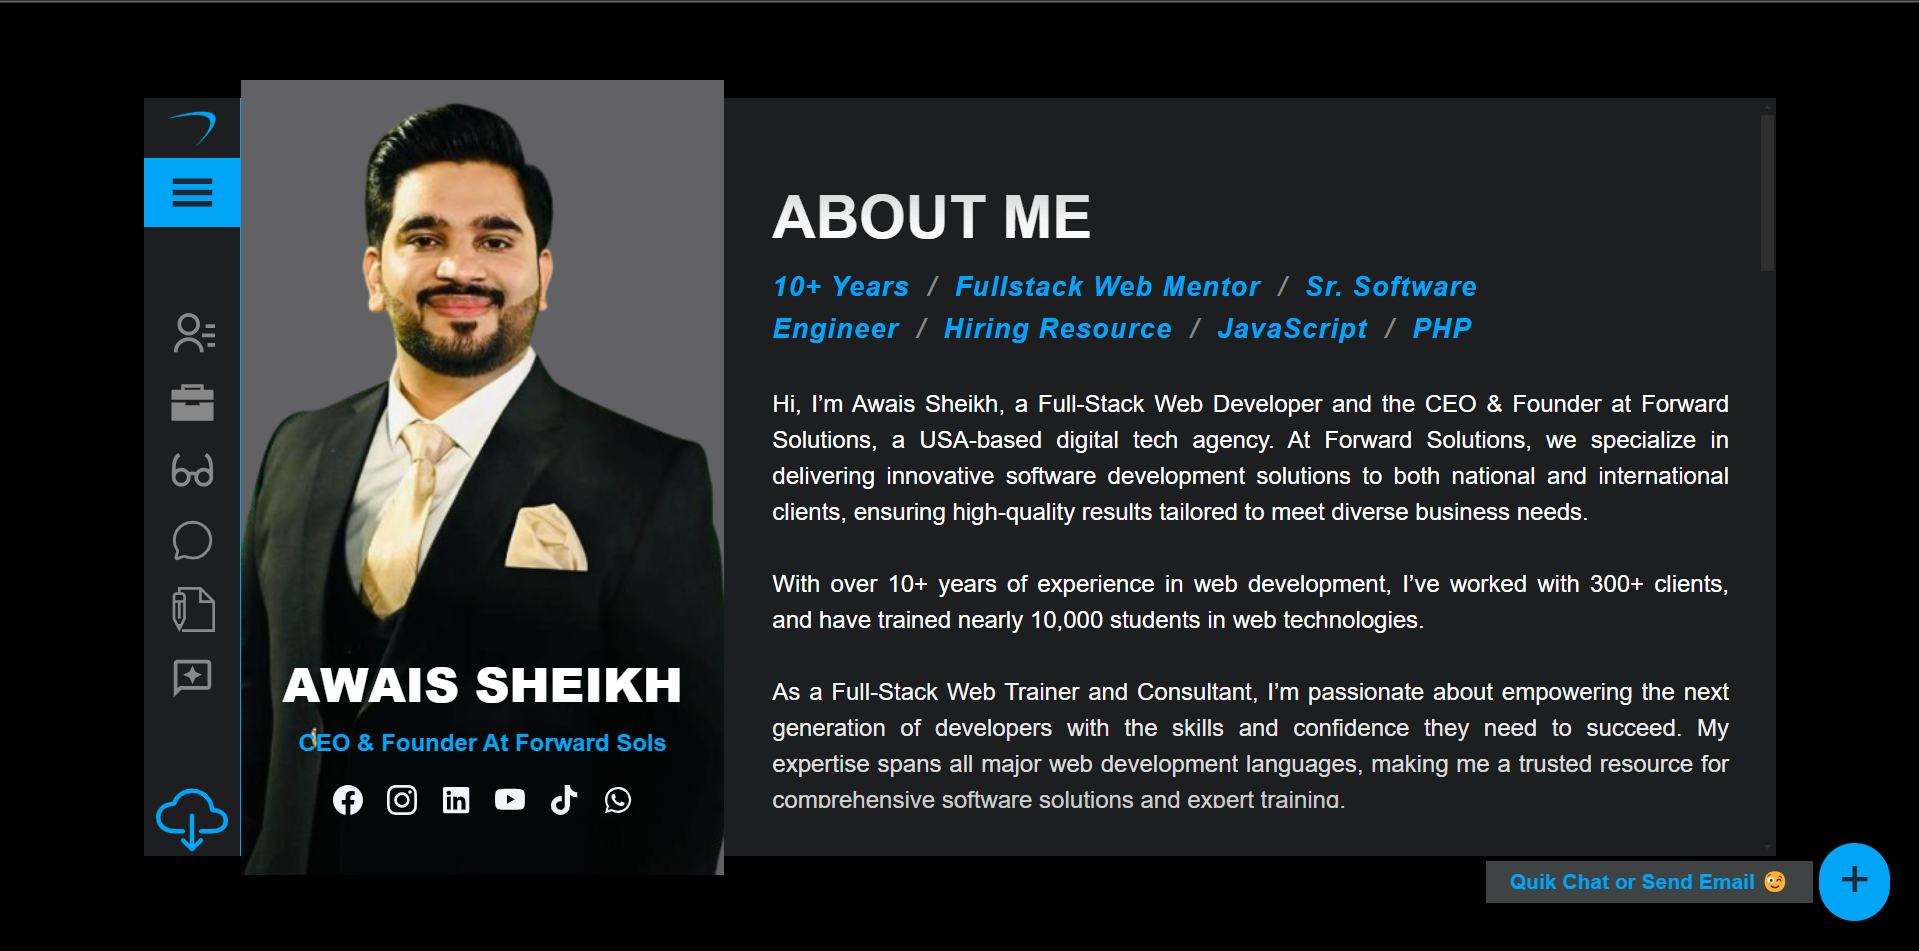 ABOUT ME
10+ Years / Fullstack Web Mentor / Sr. Software
Engineer / Hiring Resource / JavaScript / PHP
Hi, I’m Awais Sheikh, a Full-Stack Web Developer and the CEO & Founder at Forward
Solutions, a USA-based digital tech agency. At Forward Solutions, we specialize in
delivering innovative software development solutions to both national and international
clients, ensuring high-quality results tailored to meet diverse business needs.
With over 10+ years of experience in web development, I’ve worked with 300+ clients,
and have trained nearly 10,000 students in web technologies.
As a Full-Stack Web Trainer and Consultant, I’m passionate about empowering the next
generation of developers with the skills and confidence they need to succeed. My
expertise spans all major web development languages, making me a trusted resource for
comprehensive software solutions and expert training.
AWAIS SHEIKH
CEO & Founder At Forward Sols
Quik Chat or Send Email 😉